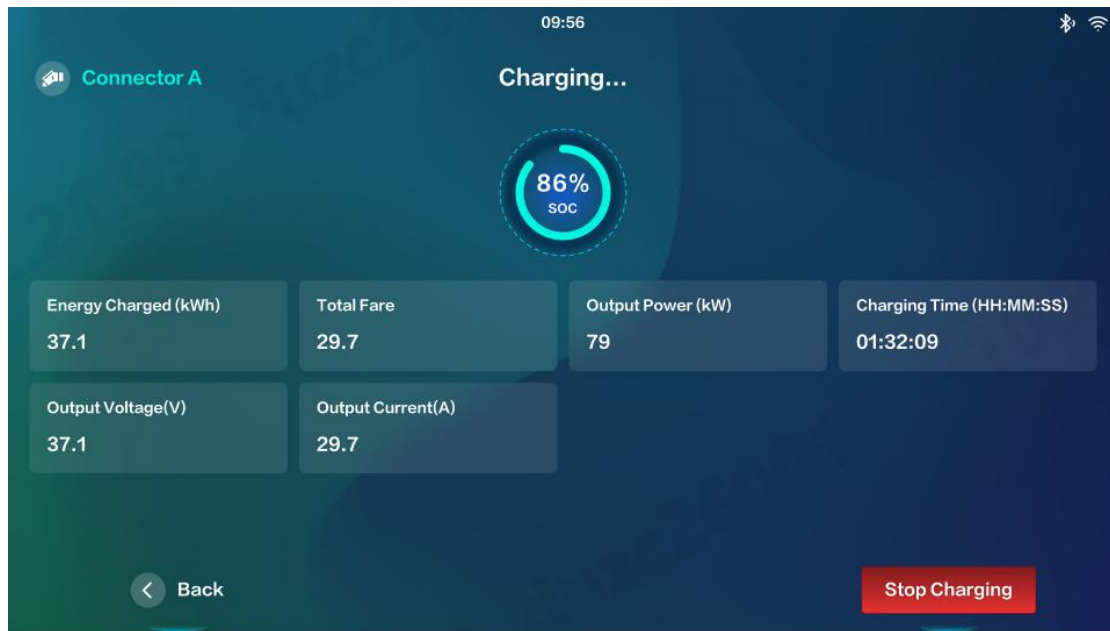 09:56
Connector A
Charging...
86%
SOC
Energy Charged (kWh)
37.1
Total Fare
29.7
Output Power (kW)
79
Charging Time (HH:MM:SS)
01:32:09
Output Voltage(V)
37.1
Output Current(A)
29.7
Back
Stop Charging